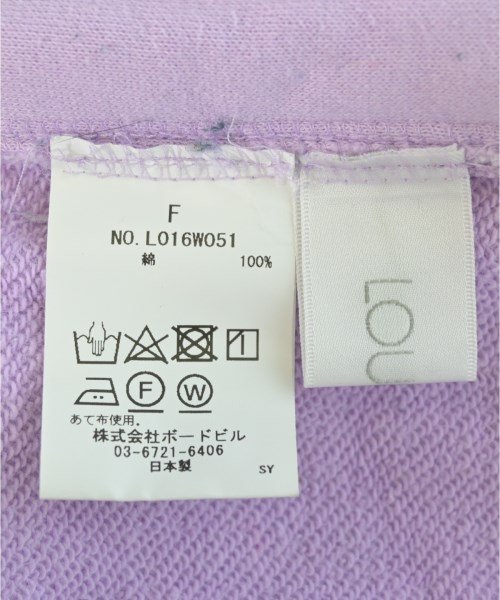 F
NO. L016W051
綿 100%
F W
あて布使用。
株式会社ボードビル
03-6721-6406
日本製 SY
LOU